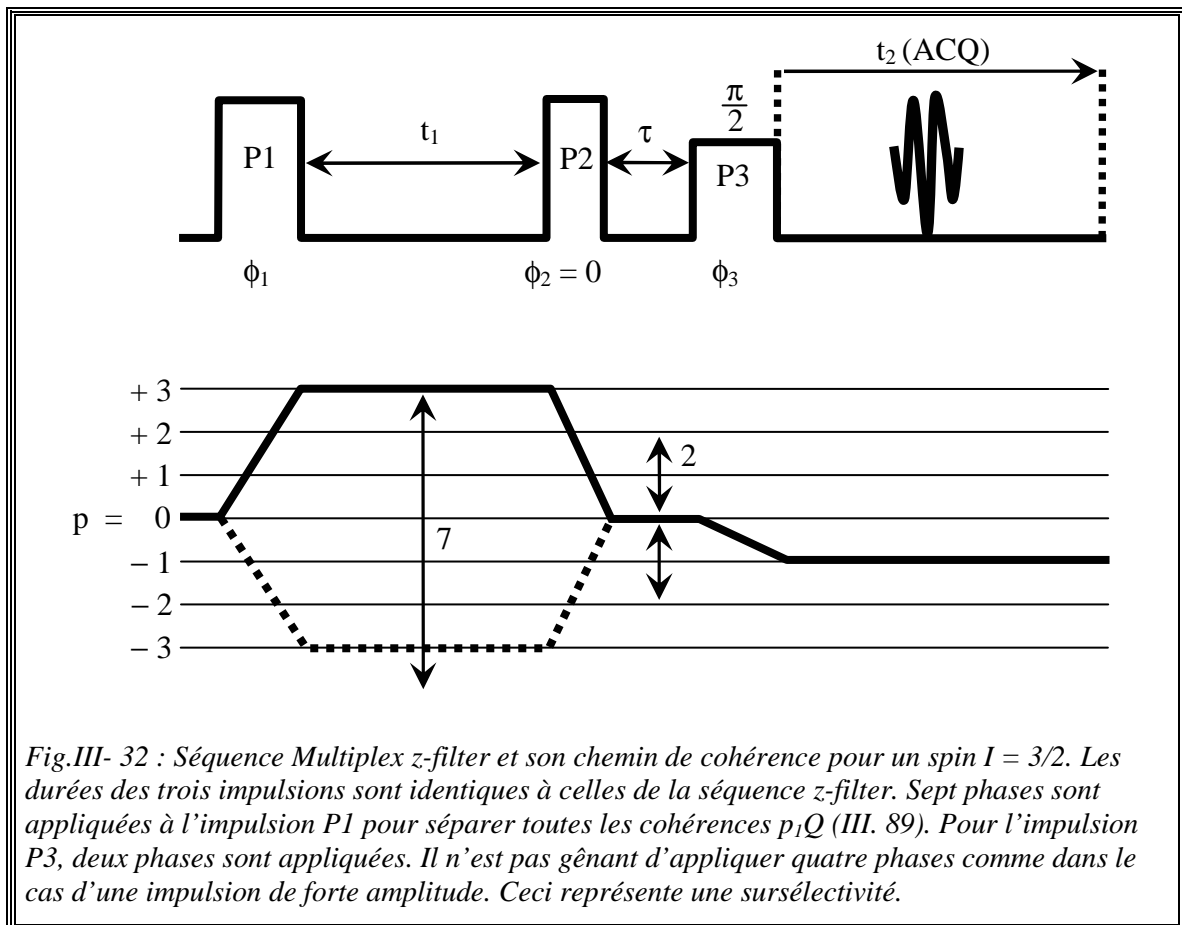 t₂ (ACQ)
π
2
P1
t₁
P2
τ
P3
ϕ₁
ϕ₂ = 0
ϕ₃
+ 3
+ 2
2
+ 1
p = 0
7
− 1
− 2
− 3
Fig.III- 32 : Séquence Multiplex z-filter et son chemin de cohérence pour un spin I = 3/2. Les
durées des trois impulsions sont identiques à celles de la séquence z-filter. Sept phases sont
appliquées à l’impulsion P1 pour séparer toutes les cohérences p₁Q (III. 89). Pour l’impulsion
P3, deux phases sont appliquées. Il n’est pas gênant d’appliquer quatre phases comme dans le
cas d’une impulsion de forte amplitude. Ceci représente une sursélectivité.